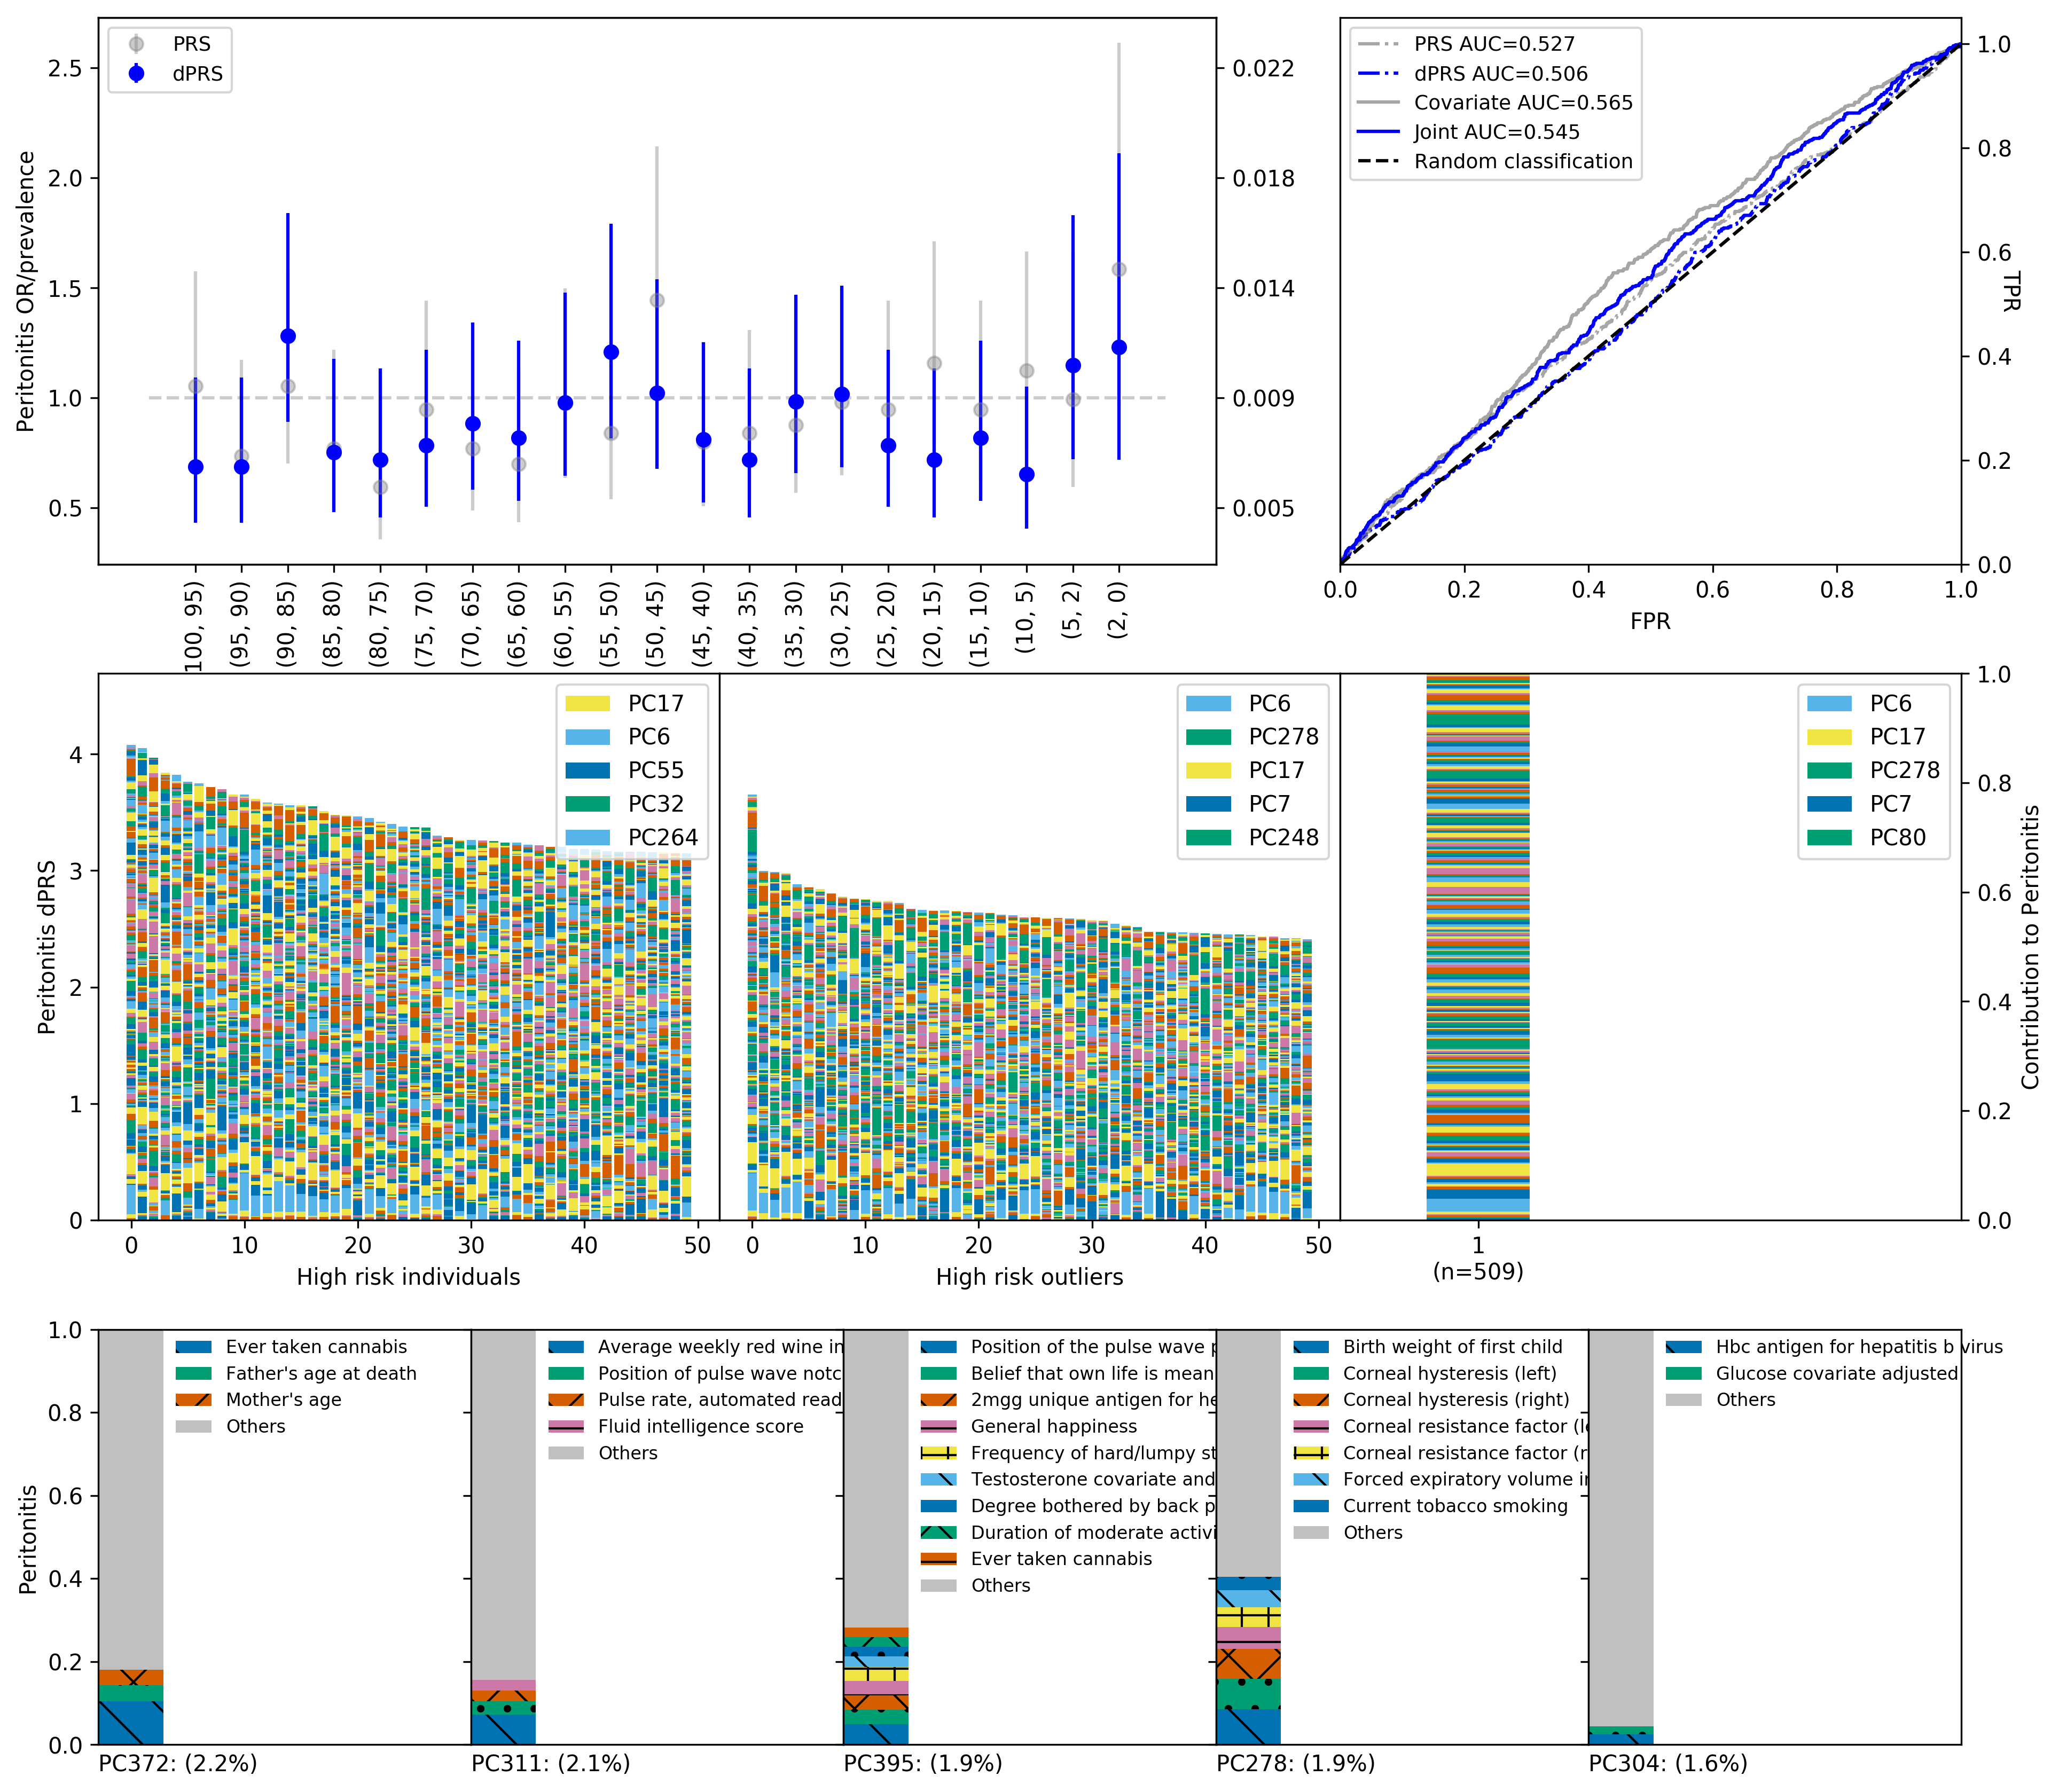 PRS
dPRS
2.5
2.0
1.5
1.0
0.5
Peritonitis OR/prevalence
0.022
0.018
0.014
0.009
0.005
100, 95)
(95, 90)
(90, 85)
(85, 80)
(80, 75)
(75, 70)
(70, 65)
(65, 60)
(60, 55)
(55, 50)
(50, 45)
(45, 40)
(40, 35)
(35, 30)
(30, 25)
(25, 20)
(20, 15)
(15, 10)
(10, 5)
(5, 2)
(2, 0)
PRS AUC=0.527
dPRS AUC=0.506
Covariate AUC=0.565
Joint AUC=0.545
Random classification
1.0
0.8
0.6
0.4
0.2
0.0
TPR
0.0 0.2 0.4 0.6 0.8 1.0
FPR
Peritonitis dPRS
4
3
2
1
0
PC17
PC6
PC55
PC32
PC264
0 10 20 30 40 50
High risk individuals
PC6
PC278
PC17
PC7
PC248
0 10 20 30 40 50
High risk outliers
PC6
PC17
PC278
PC7
PC80
1
(n=509)
1.0
0.8
0.6
0.4
0.2
0.0
Contribution to Peritonitis
Peritonitis
1.0
0.8
0.6
0.4
0.2
0.0
Ever taken cannabis
Father's age at death
Mother's age
Others
PC372: (2.2%)
Average weekly red wine in
Position of pulse wave notc
Pulse rate, automated read
Fluid intelligence score
Others
PC311: (2.1%)
Position of the pulse wave p
Belief that own life is mean
2mgg unique antigen for he
General happiness
Frequency of hard/lumpy st
Testosterone covariate and
Degree bothered by back p
Duration of moderate activi
Ever taken cannabis
Others
PC395: (1.9%)
Birth weight of first child
Corneal hysteresis (left)
Corneal hysteresis (right)
Corneal resistance factor (le
Corneal resistance factor (r
Forced expiratory volume in
Current tobacco smoking
Others
PC278: (1.9%)
Hbc antigen for hepatitis b virus
Glucose covariate adjusted
Others
PC304: (1.6%)